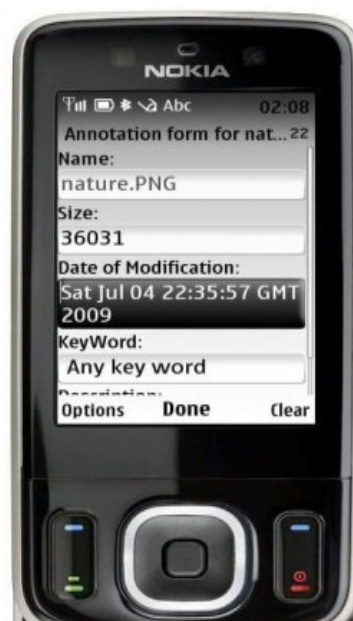 NOKIA
Abc 02:08
Annotation form for nat...22
Name:
nature.PNG
Size:
36031
Date of Modification:
Sat Jul 04 22:35:57 GMT
2009
KeyWord:
Any key word
Description:
Options Done Clear